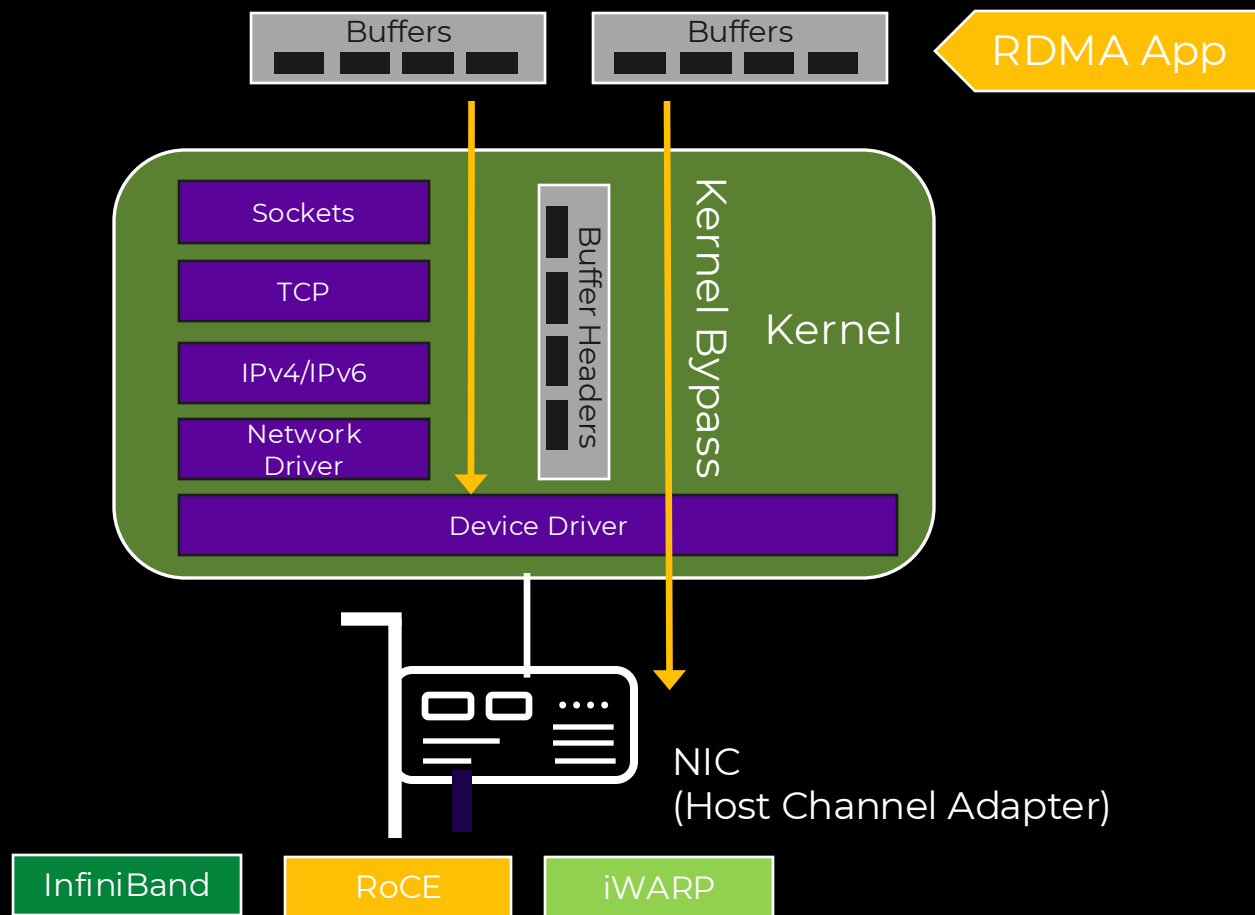 Buffers
Buffers
RDMA App
Sockets
TCP
IPv4/IPv6
Network
Driver
Buffer Headers
Kernel Bypass
Kernel
Device Driver
NIC
(Host Channel Adapter)
InfiniBand
RoCE
iWARP